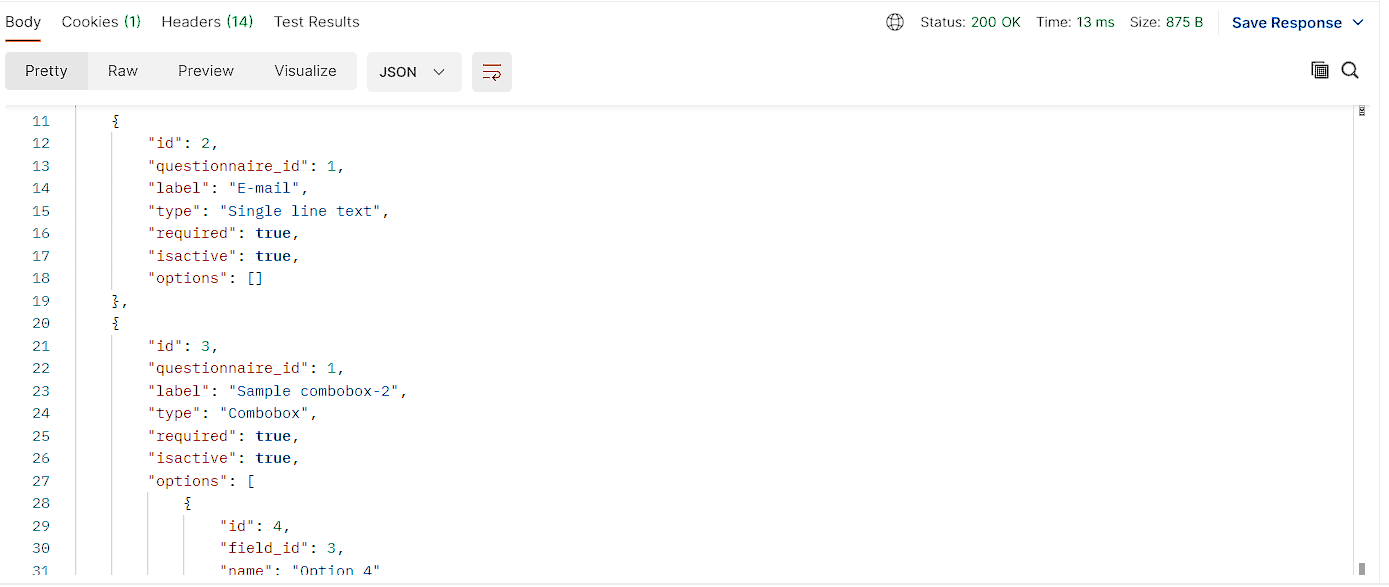 Body Cookies (1) Headers (14) Test Results Status: 200 OK Time: 13 ms Size: 875 B Save Response
Pretty Raw Preview Visualize JSON
11 {
12 "id": 2,
13 "questionnaire_id": 1,
14 "label": "E-mail",
15 "type": "Single line text",
16 "required": true,
17 "isactive": true,
18 "options": []
19 },
20 {
21 "id": 3,
22 "questionnaire_id": 1,
23 "label": "Sample combobox-2",
24 "type": "Combobox",
25 "required": true,
26 "isactive": true,
27 "options": [
28 {
29 "id": 4,
30 "field_id": 3,
31 "name": "Option 4"